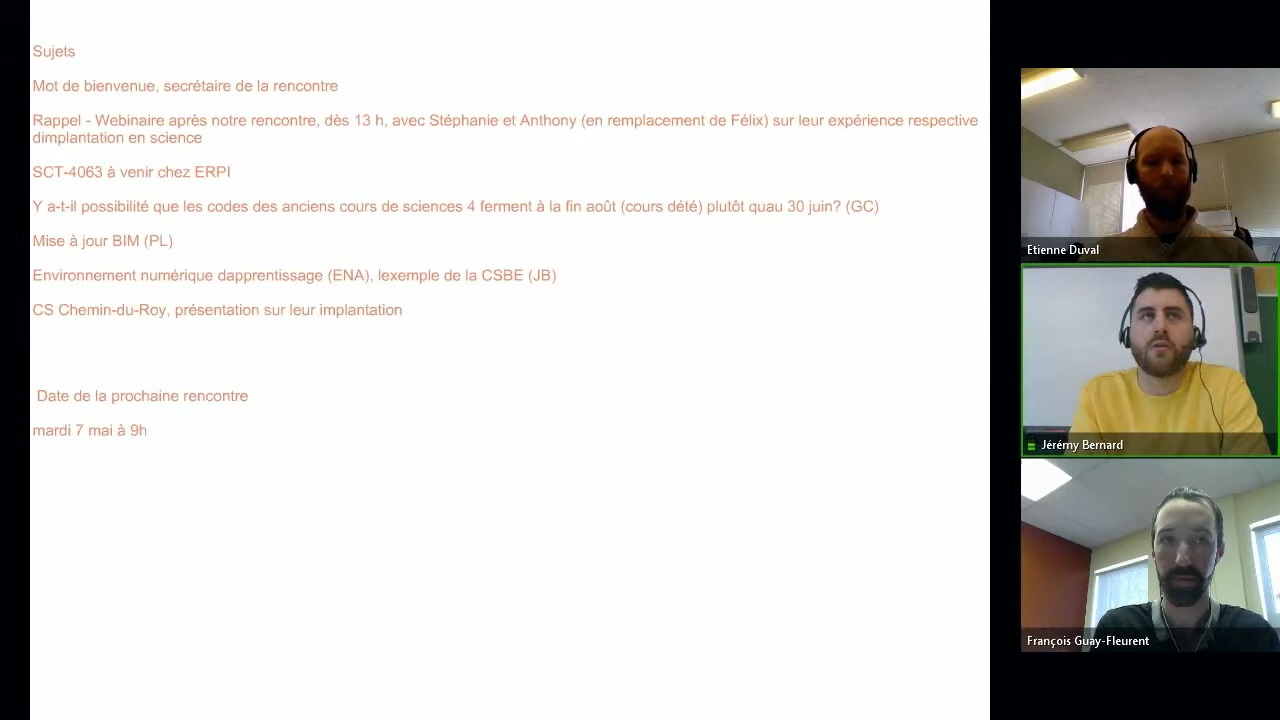 Sujets
Mot de bienvenue, secrétaire de la rencontre
Rappel - Webinaire après notre rencontre, dès 13 h, avec Stéphanie et Anthony (en remplacement de Félix) sur leur expérience respective
dimplantation en science
SCT-4063 à venir chez ERPI
Y a-t-il possibilité que les codes des anciens cours de sciences 4 ferment à la fin août (cours dété) plutôt quau 30 juin? (GC)
Mise à jour BIM (PL)
Environnement numérique dapprentissage (ENA), lexemple de la CSBE (JB)
CS Chemin-du-Roy, présentation sur leur implantation
Date de la prochaine rencontre
mardi 7 mai à 9h
Etienne Duval
Jérémy Bernard
François Guay-Fleurent